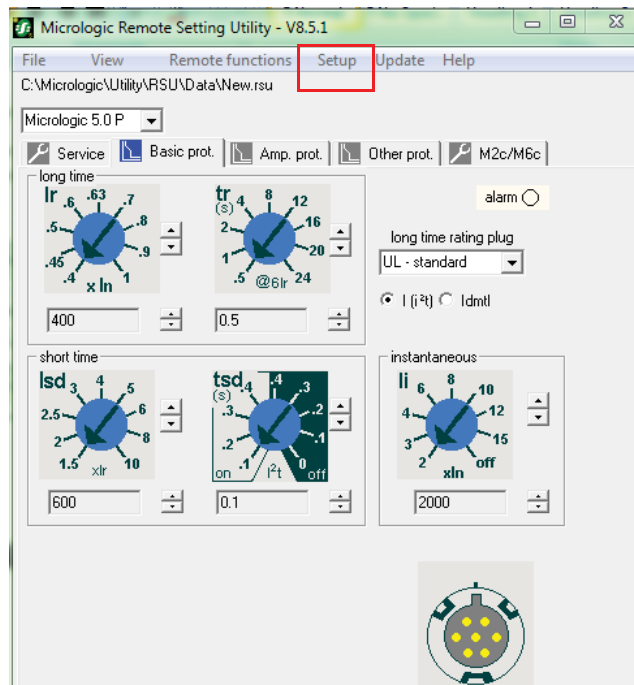 Micrologic Remote Setting Utility - V8.5.1
File View Remote functions Setup Update Help
C:\Micrologic\Utility\RSU\Data\New.rsu
Micrologic 5.0 P
Service Basic prot. Amp. prot. Other prot. M2c/M6c
long time
Ir .4 .45 .5 .6 .63 .7 .8 .9 1
x In
400
tr (s) .5 1 2 4 8 12 16 20 24
@6Ir
0.5
alarm
long time rating plug
UL - standard
I (i²t) Idmtl
short time
Isd 1.5 2 2.5 3 4 5 6 8 10
xIr
600
tsd (s) .1 .2 .3 .4 .4 .3 .2 .1 0
on I²t off
0.1
instantaneous
Ii 2 3 4 6 8 10 12 15 off
xIn
2000